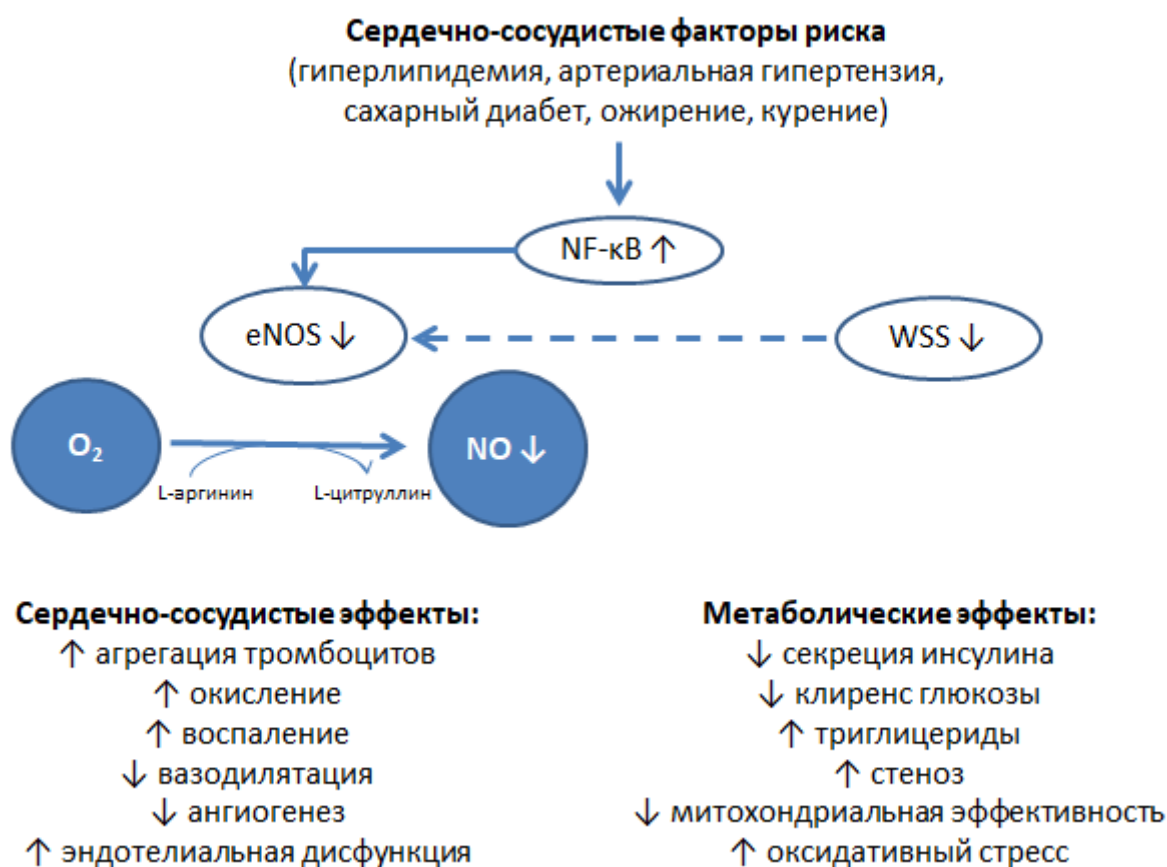 Сердечно-сосудистые факторы риска
(гиперлипидемия, артериальная гипертензия,
сахарный диабет, ожирение, курение)
NF-κB ↑
eNOS ↓
WSS ↓
O₂
NO ↓
L-аргинин
L-цитруллин
Сердечно-сосудистые эффекты:
↑ агрегация тромбоцитов
↑ окисление
↑ воспаление
↓ вазодилятация
↓ ангиогенез
↑ эндотелиальная дисфункция
Метаболические эффекты:
↓ секреция инсулина
↓ клиренс глюкозы
↑ триглицериды
↑ стеноз
↓ митохондриальная эффективность
↑ оксидативный стресс